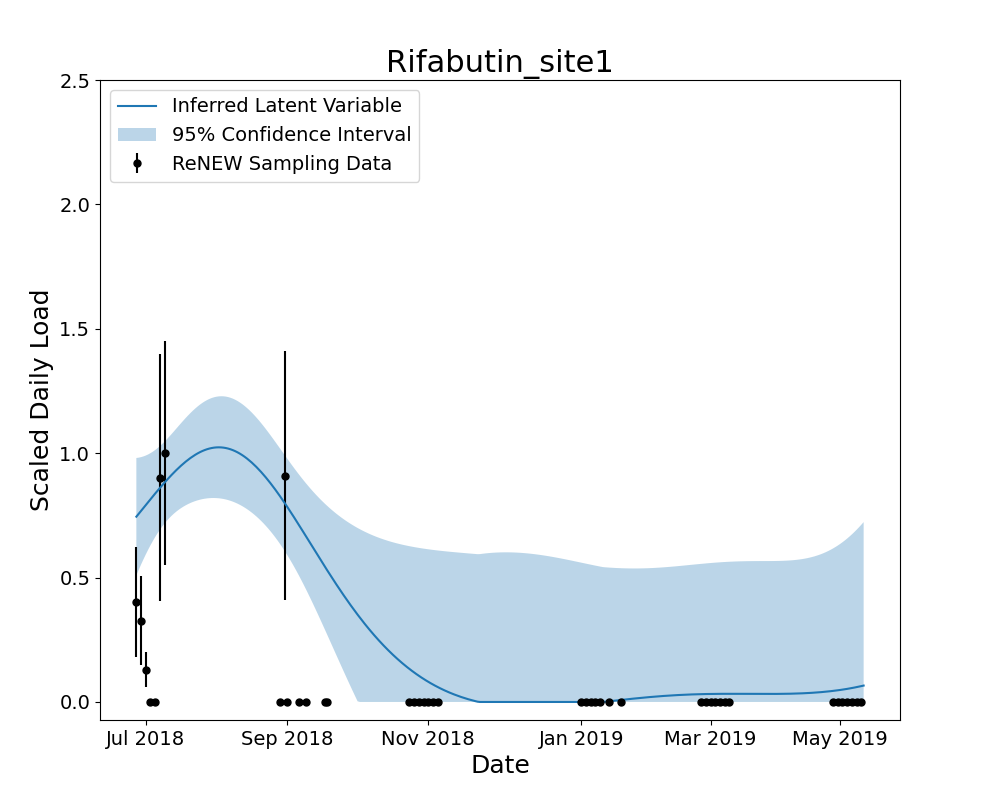 Rifabutin_site1
2.5
2.0
1.5
1.0
0.5
0.0
Scaled Daily Load
Inferred Latent Variable
95% Confidence Interval
ReNEW Sampling Data
Jul 2018 Sep 2018 Nov 2018 Jan 2019 Mar 2019 May 2019
Date